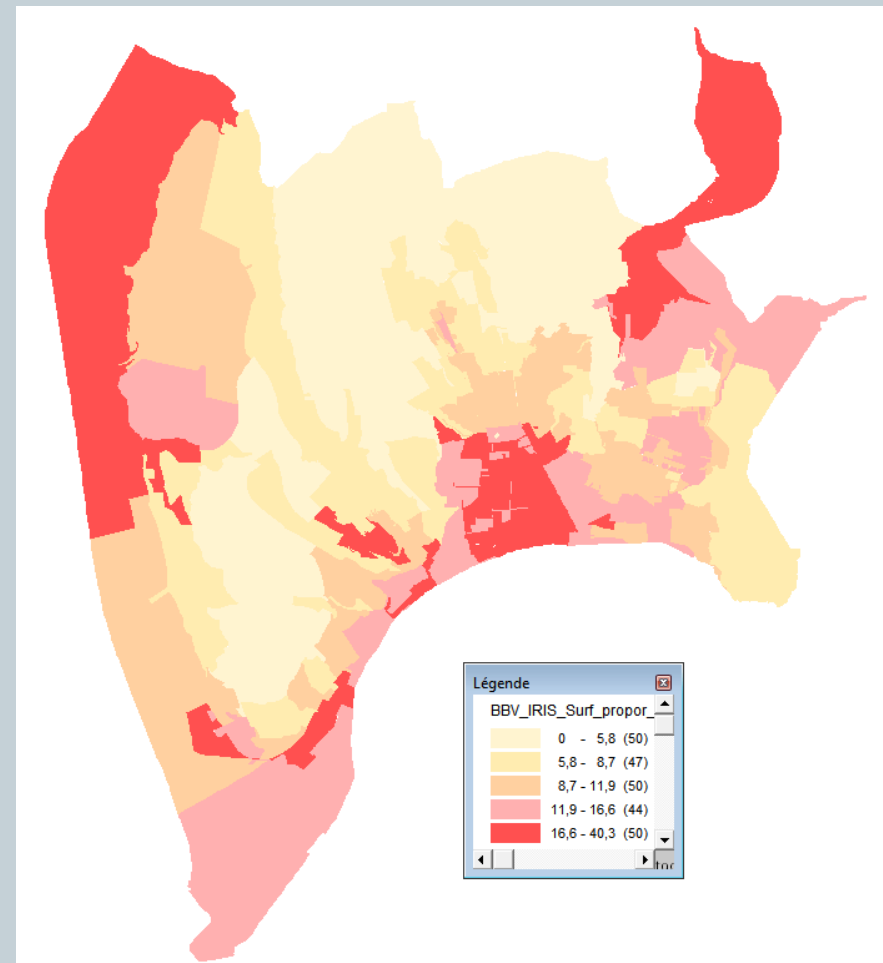 Légende
BBV_IRIS_Surf_propor_
0 - 5,8 (50)
5,8 - 8,7 (47)
8,7 - 11,9 (50)
11,9 - 16,6 (44)
16,6 - 40,3 (50)